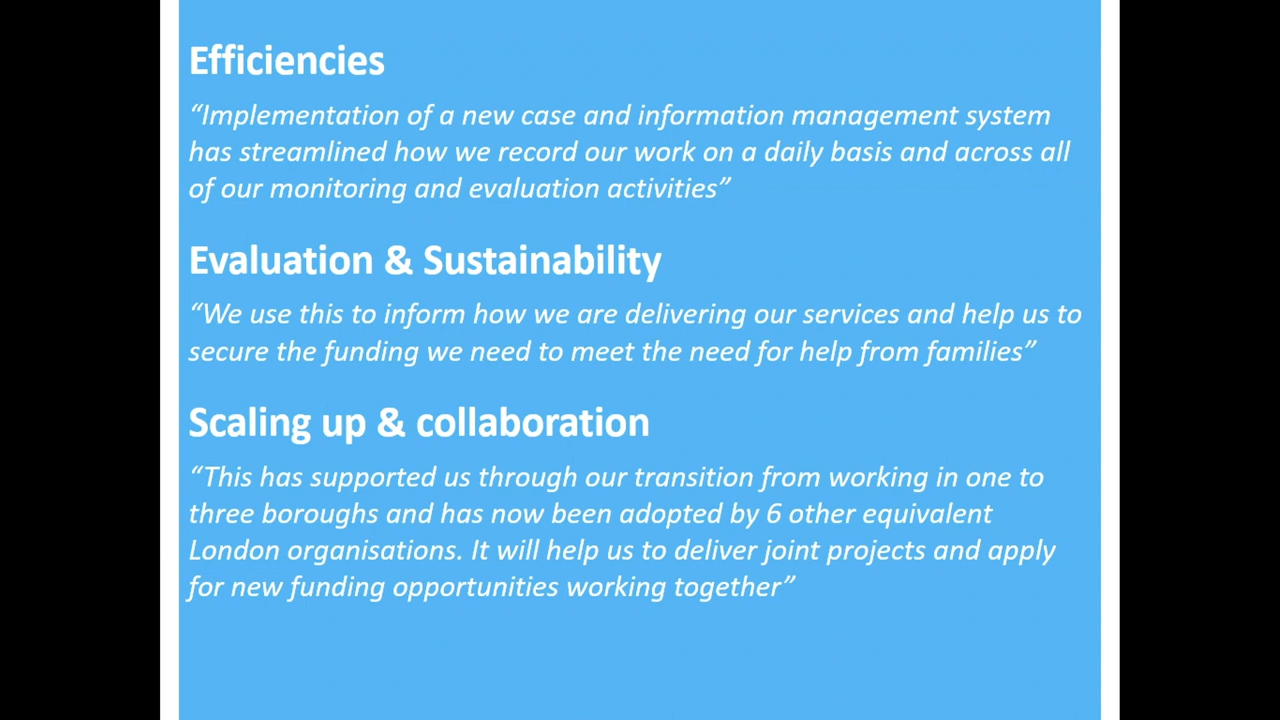 Efficiencies
“Implementation of a new case and information management system
has streamlined how we record our work on a daily basis and across all
of our monitoring and evaluation activities”
Evaluation & Sustainability
“We use this to inform how we are delivering our services and help us to
secure the funding we need to meet the need for help from families”
Scaling up & collaboration
“This has supported us through our transition from working in one to
three boroughs and has now been adopted by 6 other equivalent
London organisations. It will help us to deliver joint projects and apply
for new funding opportunities working together”